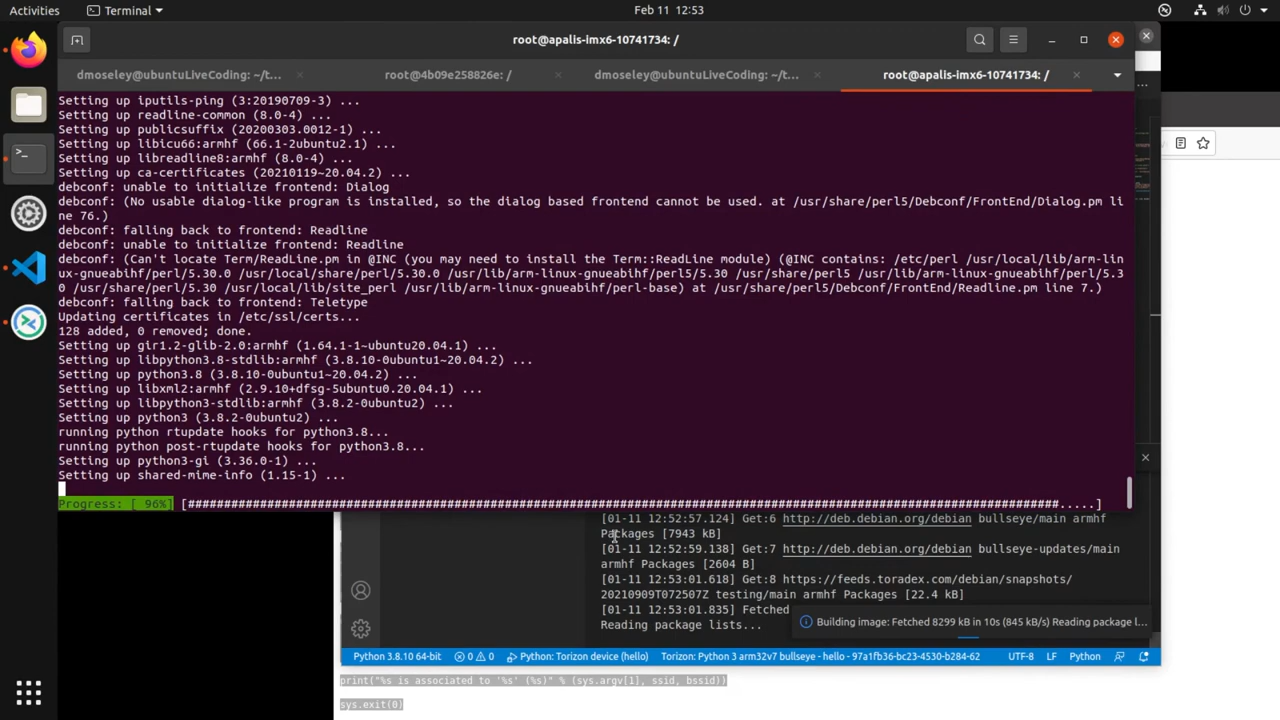 Activities
Terminal
Feb 11 12:53
root@apalis-imx6-10741734: /
dmoseley@ubuntuLiveCoding: ~/t...
root@4b09e258826e: /
dmoseley@ubuntuLiveCoding: ~/t...
root@apalis-imx6-10741734: /
Setting up iputils-ping (3:20190709-3) ...
Setting up readline-common (8.0-4) ...
Setting up publicsuffix (20200303.0012-1) ...
Setting up libicu66:armhf (66.1-2ubuntu2.1) ...
Setting up libreadline8:armhf (8.0-4) ...
Setting up ca-certificates (20210119~20.04.2) ...
debconf: unable to initialize frontend: Dialog
debconf: (No usable dialog-like program is installed, so the dialog based frontend cannot be used. at /usr/share/perl5/Debconf/FrontEnd/Dialog.pm li
ne 76.)
debconf: falling back to frontend: Readline
debconf: unable to initialize frontend: Readline
debconf: (Can't locate Term/ReadLine.pm in @INC (you may need to install the Term::ReadLine module) (@INC contains: /etc/perl /usr/local/lib/arm-lin
ux-gnueabihf/perl/5.30.0 /usr/local/share/perl/5.30.0 /usr/lib/arm-linux-gnueabihf/perl5/5.30 /usr/share/perl5 /usr/lib/arm-linux-gnueabihf/perl/5.3
0 /usr/share/perl/5.30 /usr/local/lib/site_perl /usr/lib/arm-linux-gnueabihf/perl-base) at /usr/share/perl5/Debconf/FrontEnd/Readline.pm line 7.)
debconf: falling back to frontend: Teletype
Updating certificates in /etc/ssl/certs...
128 added, 0 removed; done.
Setting up gir1.2-glib-2.0:armhf (1.64.1-1~ubuntu20.04.1) ...
Setting up libpython3.8-stdlib:armhf (3.8.10-0ubuntu1~20.04.2) ...
Setting up python3.8 (3.8.10-0ubuntu1~20.04.2) ...
Setting up libxml2:armhf (2.9.10+dfsg-5ubuntu0.20.04.1) ...
Setting up libpython3-stdlib:armhf (3.8.2-0ubuntu2) ...
Setting up python3 (3.8.2-0ubuntu2) ...
running python rtupdate hooks for python3.8...
running python post-rtupdate hooks for python3.8...
Setting up python3-gi (3.36.0-1) ...
Setting up shared-mime-info (1.15-1) ...
Progress: [ 96%] [#########################################################################################################################.....]
[01-11 12:52:57.124] Get:6 http://deb.debian.org/debian bullseye/main armhf
Packages [7943 kB]
[01-11 12:52:59.138] Get:7 http://deb.debian.org/debian bullseye-updates/main
armhf Packages [2604 B]
[01-11 12:53:01.618] Get:8 https://feeds.toradex.com/debian/snapshots/
20210909T072507Z testing/main armhf Packages [22.4 kB]
[01-11 12:53:01.835] Fetched
Reading package lists...
Building image: Fetched 8299 kB in 10s (845 kB/s) Reading package l...
Python 3.8.10 64-bit
0
0
Python: Torizon device (hello)
Torizon: Python 3 arm32v7 bullseye - hello - 97a1fb36-bc23-4530-b284-62
UTF-8
LF
Python
print("%s is associated to '%s' (%s)" % (sys.argv[1], ssid, bssid))
sys.exit(0)